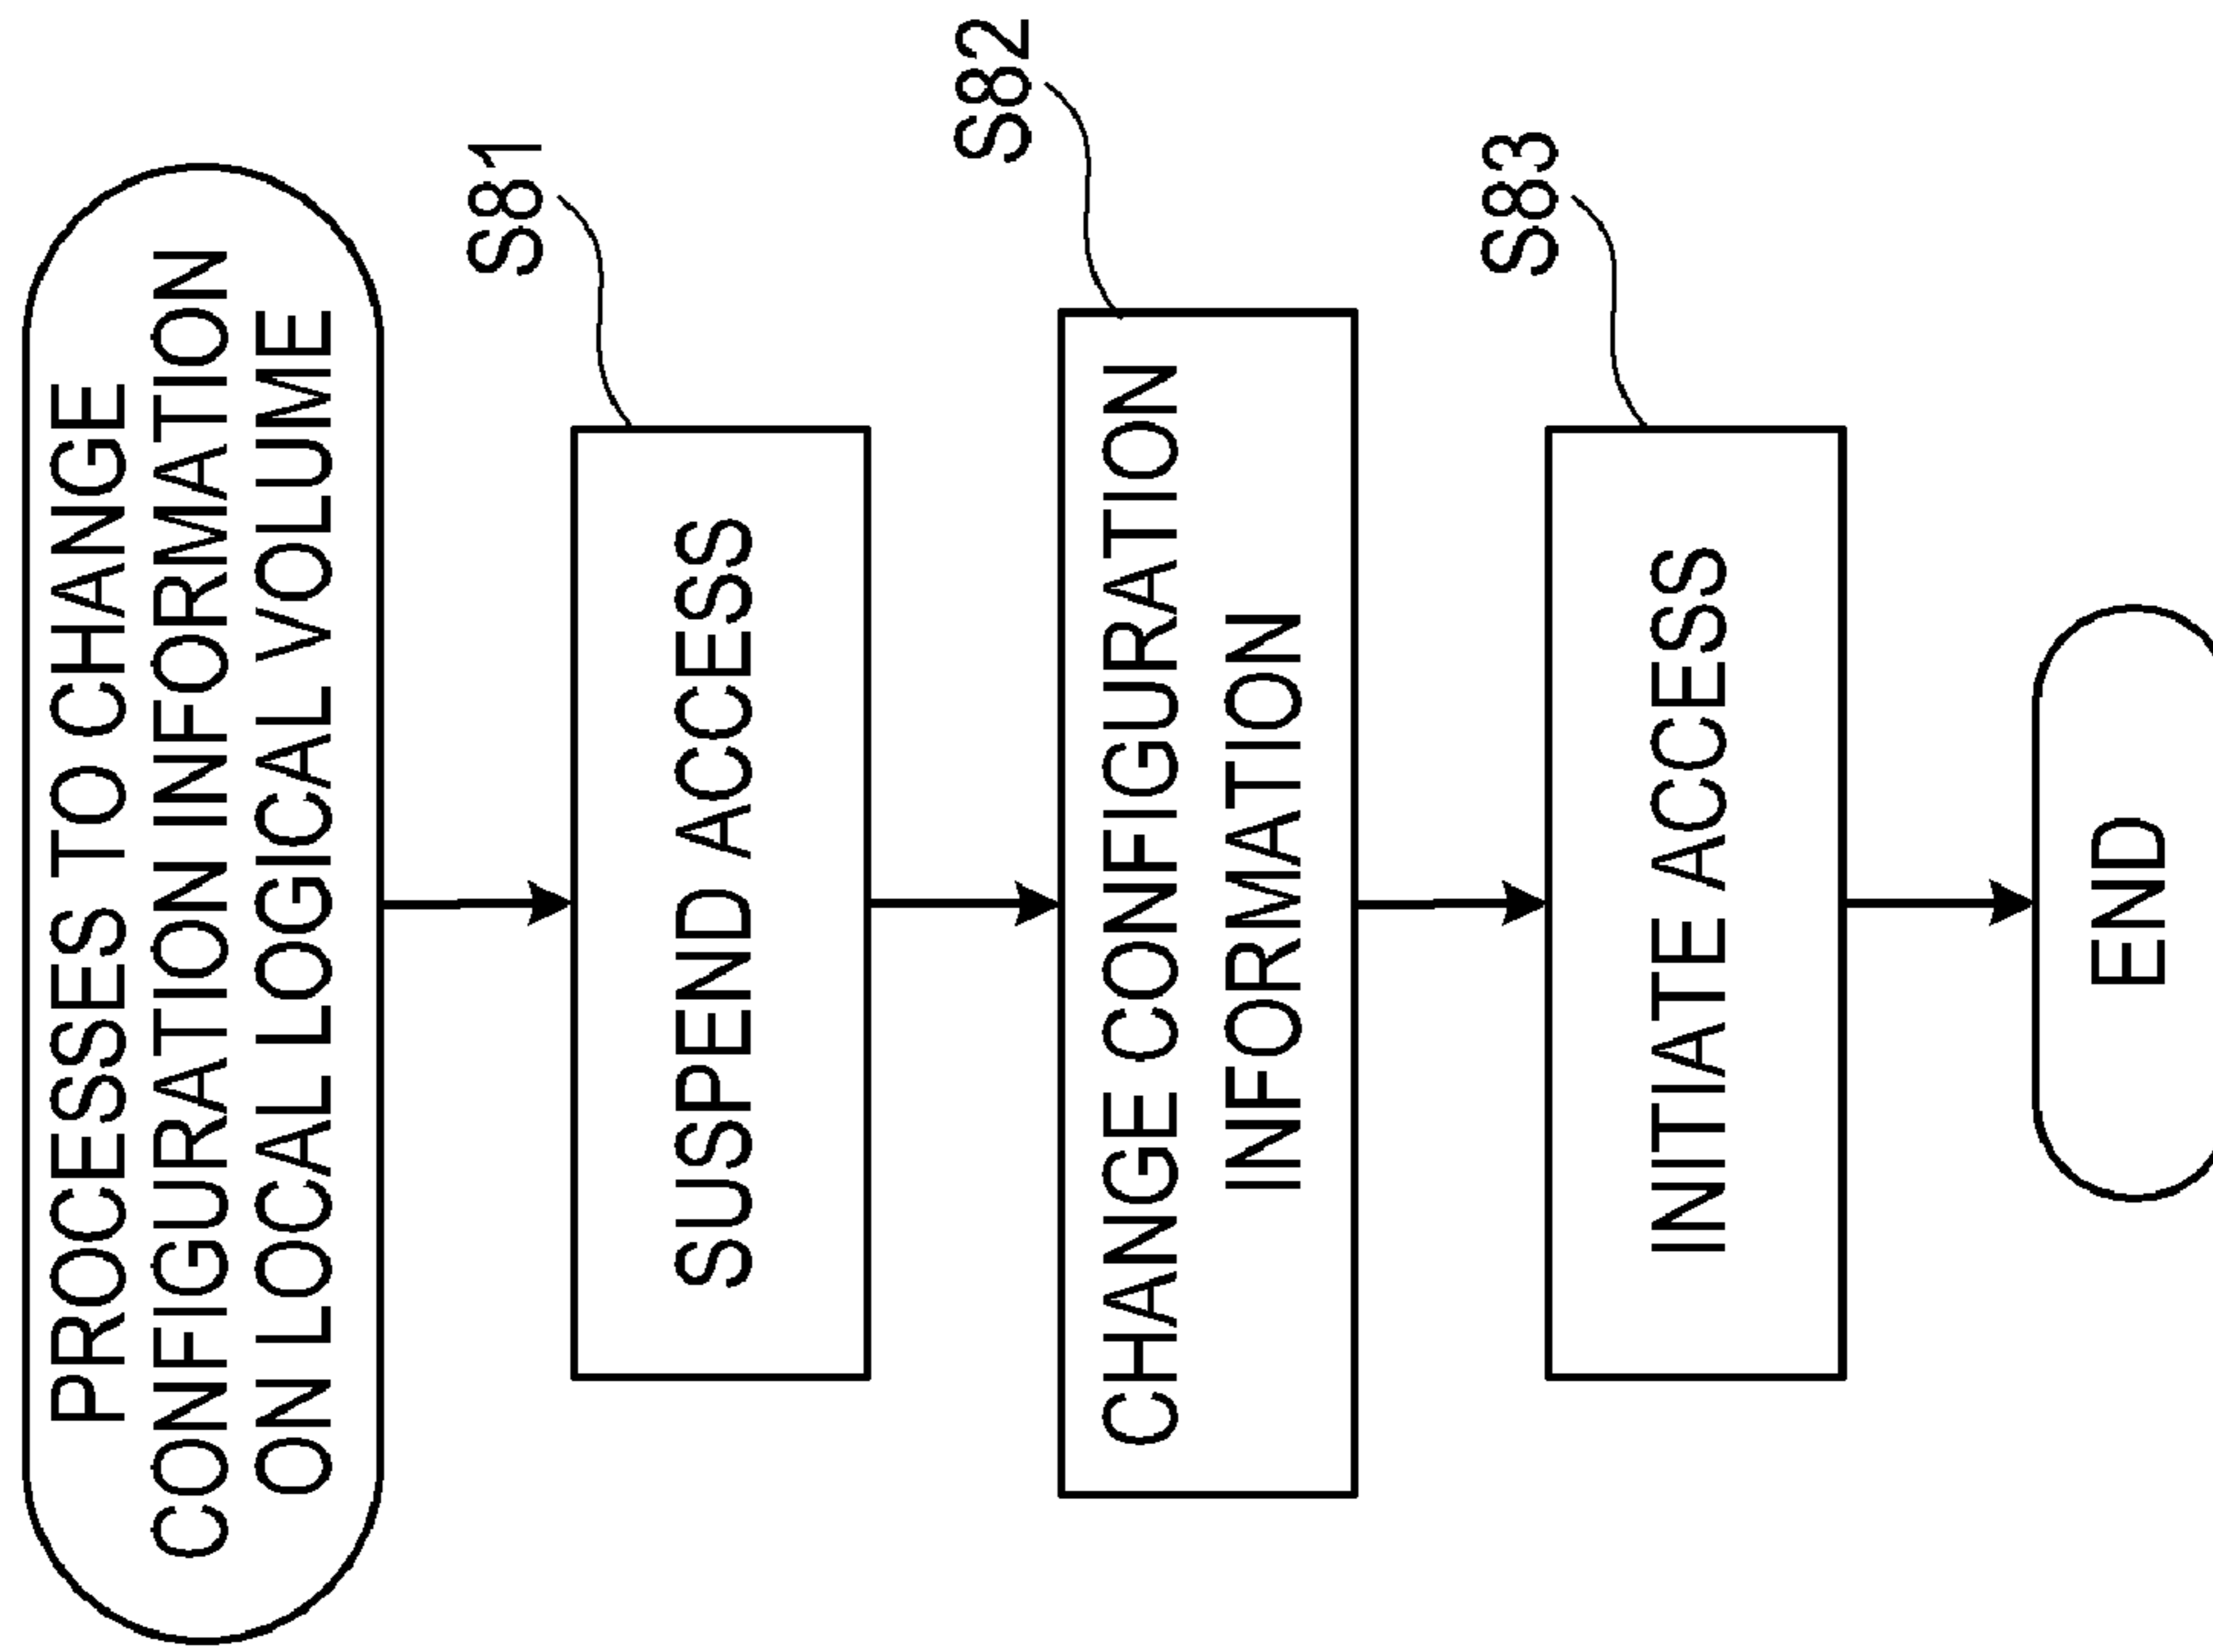 PROCESSES TO CHANGE
CONFIGURATION INFORMATION
ON LOCAL LOGICAL VOLUME
S81
SUSPEND ACCESS
S82
CHANGE CONFIGURATION
INFORMATION
S83
INITIATE ACCESS
END